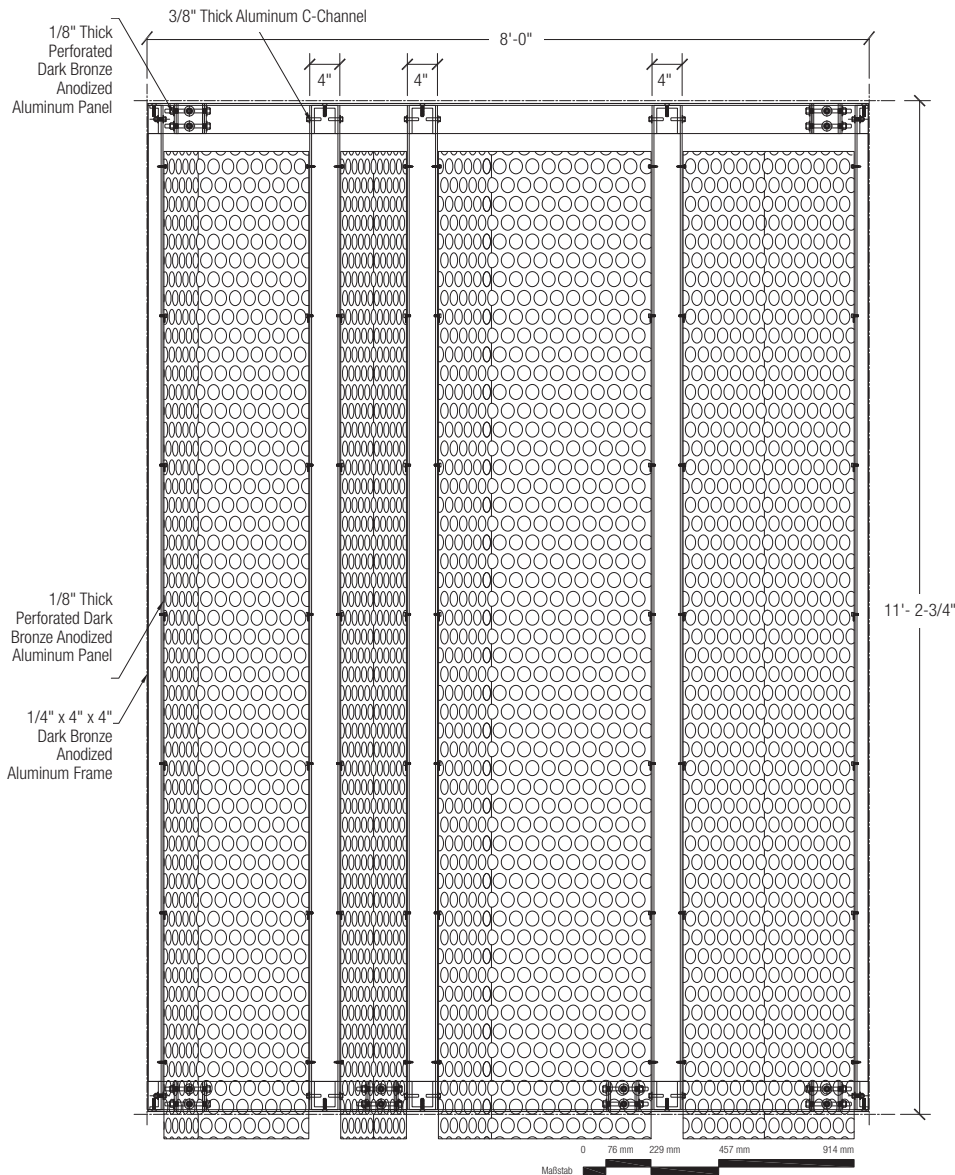 3/8" Thick Aluminum C-Channel
1/8" Thick
Perforated
Dark Bronze
Anodized
Aluminum Panel
8'-0"
4"
4"
4"
11'- 2-3/4"
1/8" Thick
Perforated Dark
Bronze Anodized
Aluminum Panel
1/4" x 4" x 4"
Dark Bronze
Anodized
Aluminum Frame
0 76 mm 229 mm 457 mm 914 mm
Maßstab